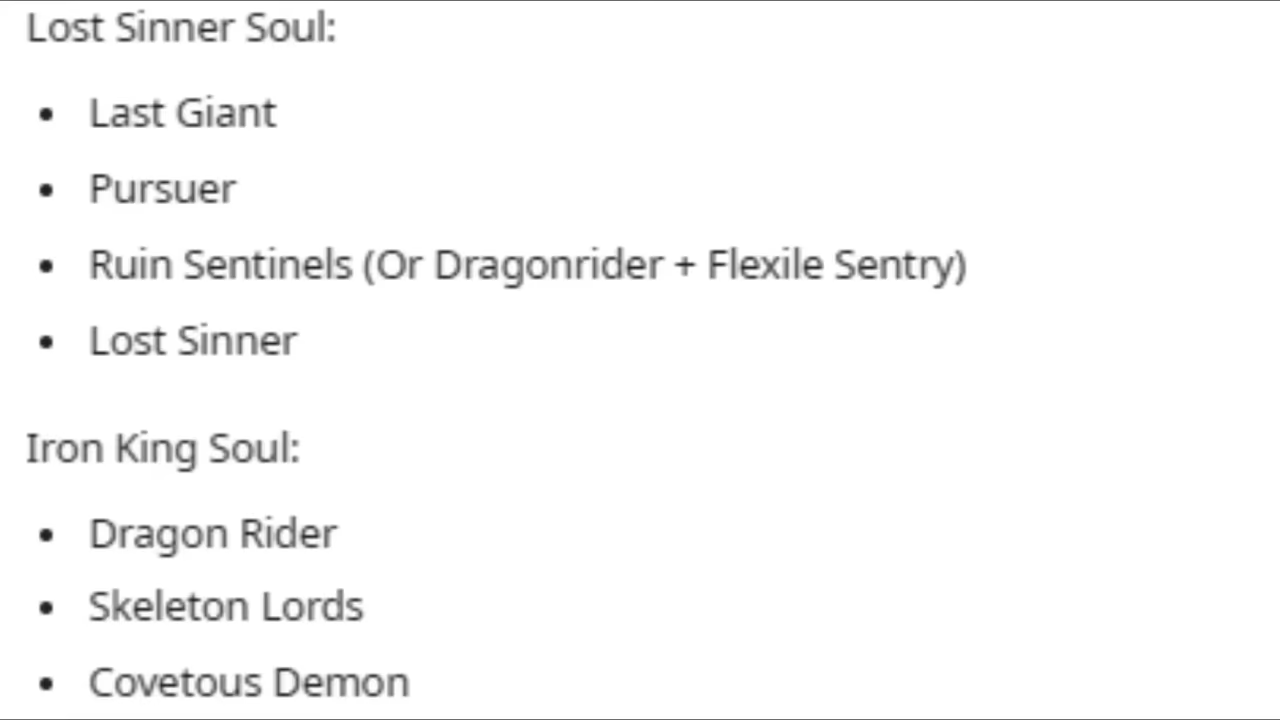 Lost Sinner Soul:
• Last Giant
• Pursuer
• Ruin Sentinels (Or Dragonrider + Flexile Sentry)
• Lost Sinner
Iron King Soul:
• Dragon Rider
• Skeleton Lords
• Covetous Demon